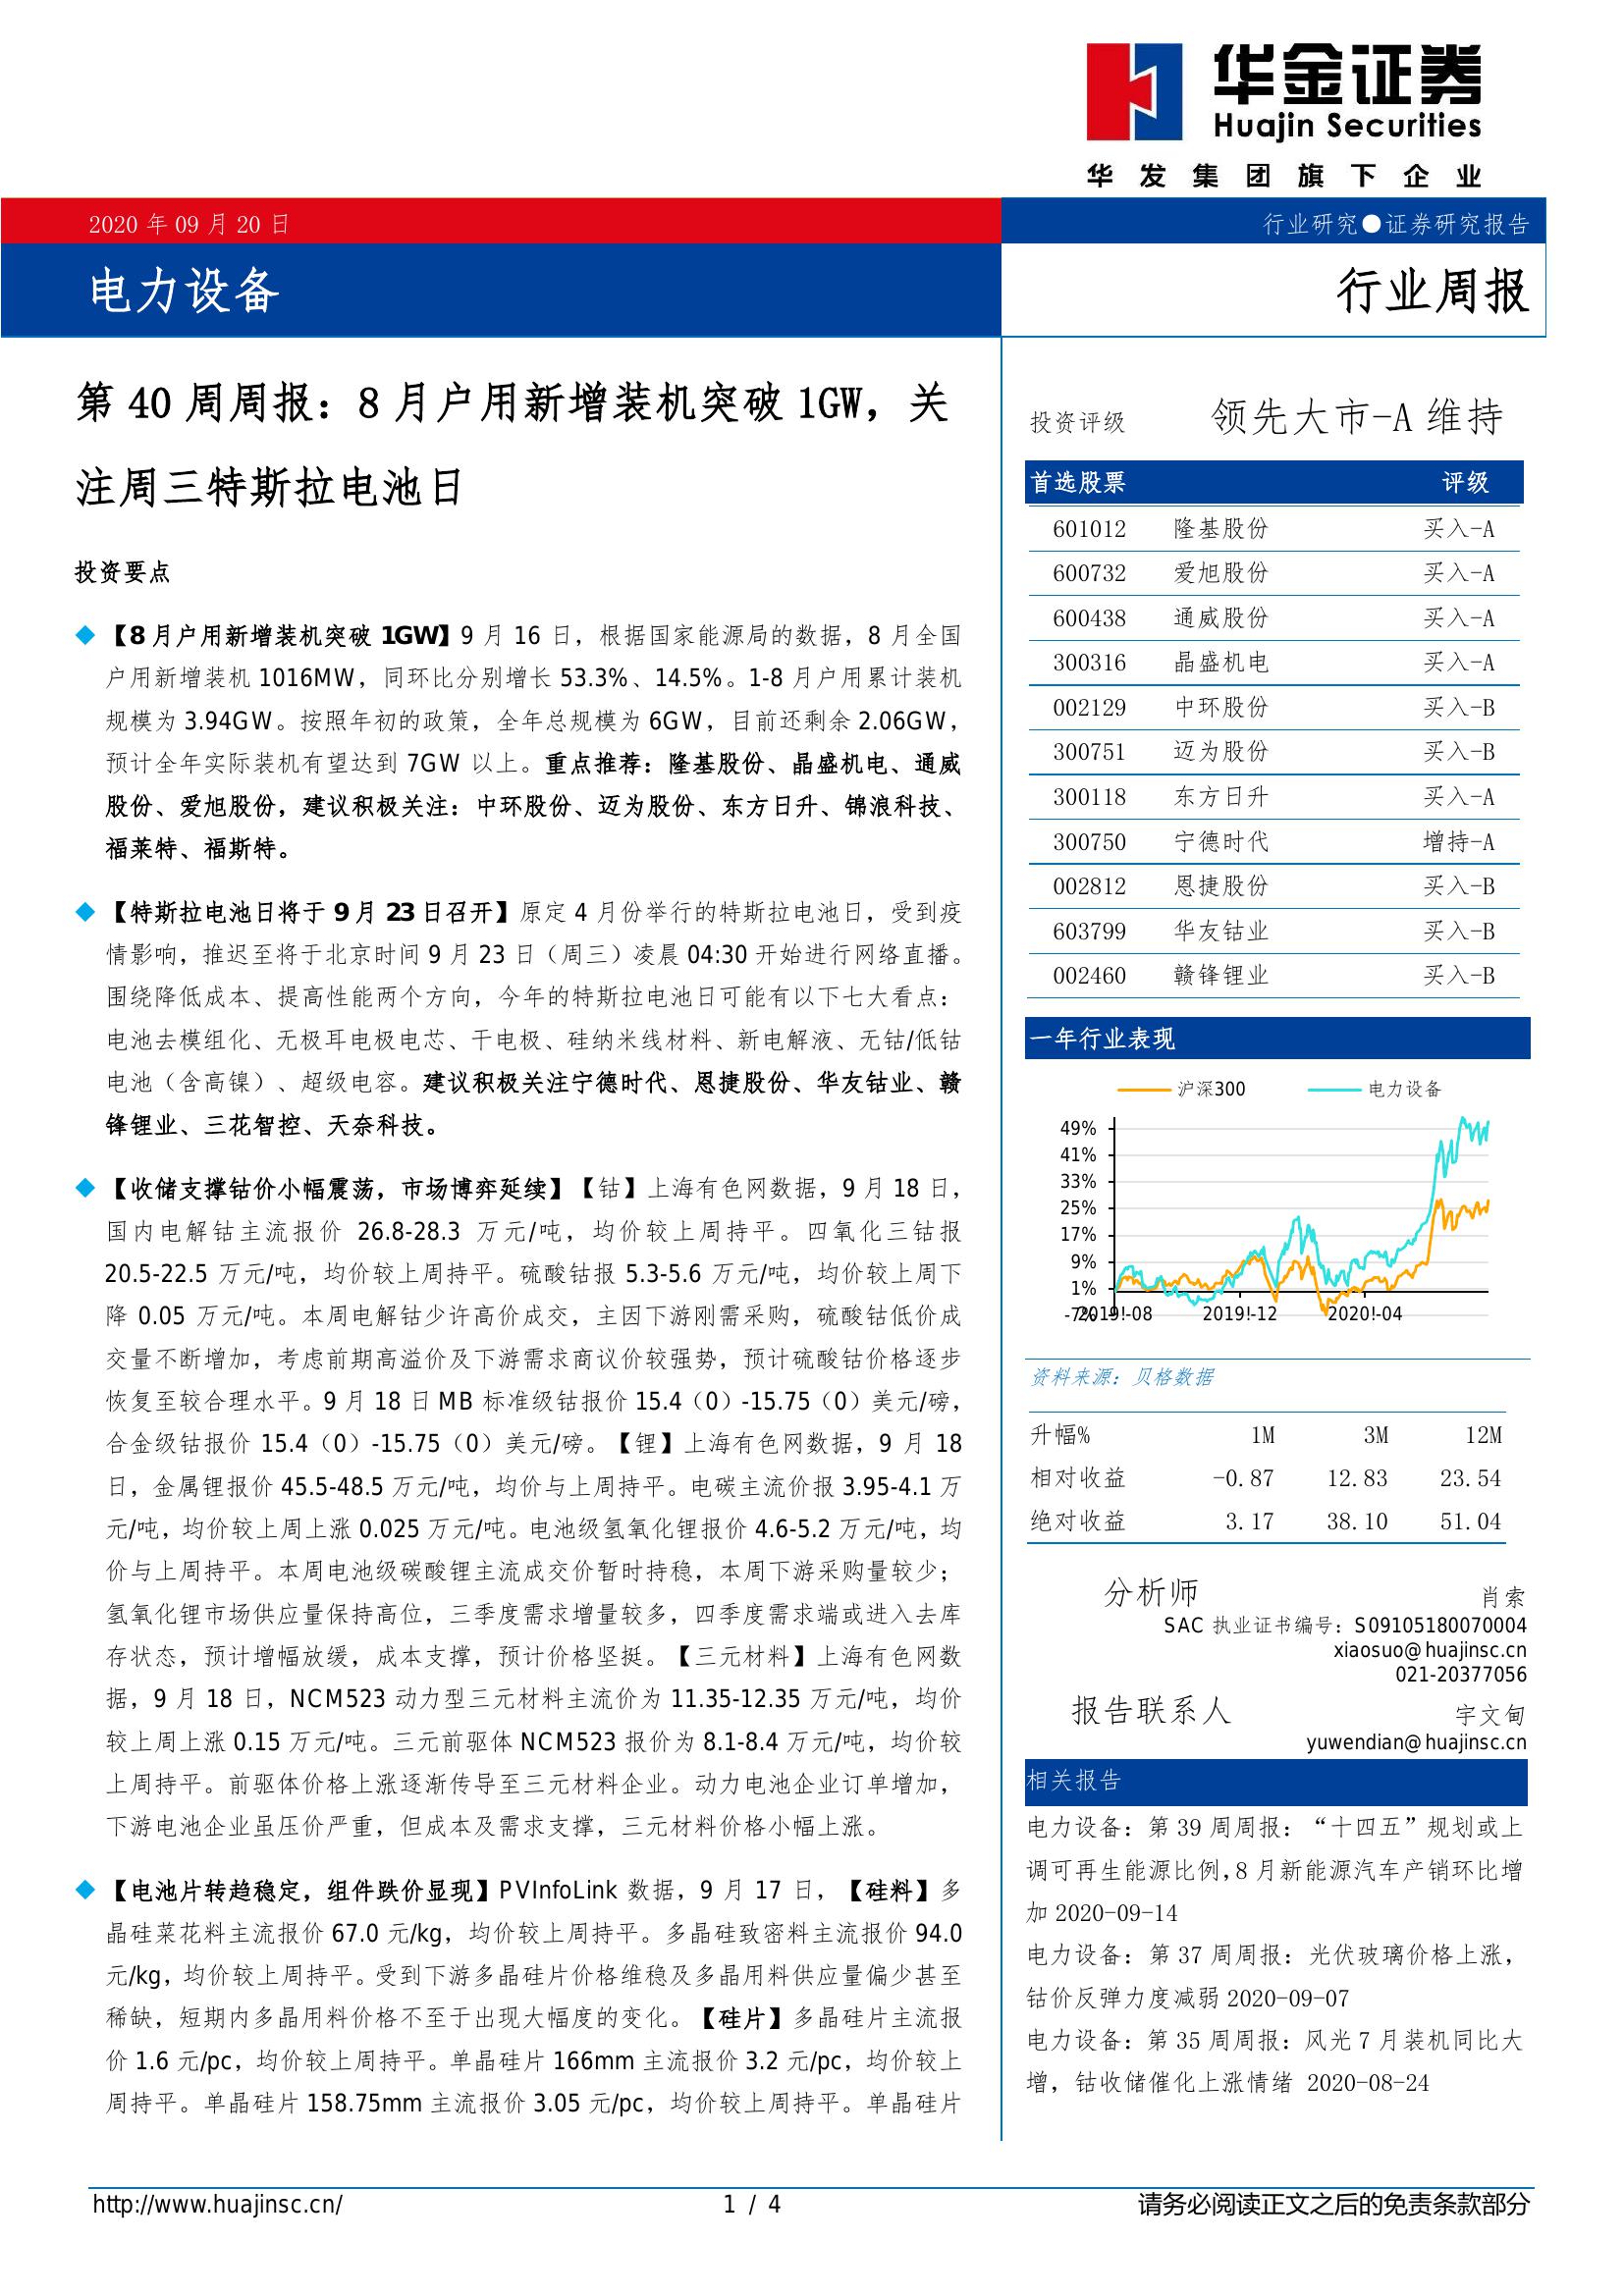 华金证券
Huajin Securities
华发集团旗下企业
2020 年 09 月 20 日
行业研究●证券研究报告
电力设备
行业周报
第 40 周周报：8 月户用新增装机突破 1GW，关
注周三特斯拉电池日
投资要点
◆ 【8 月户用新增装机突破 1GW】9 月 16 日，根据国家能源局的数据，8 月全国
户用新增装机 1016MW，同环比分别增长 53.3%、14.5%。1-8 月户用累计装机
规模为 3.94GW。按照年初的政策，全年总规模为 6GW，目前还剩余 2.06GW，
预计全年实际装机有望达到 7GW 以上。重点推荐：隆基股份、晶盛机电、通威
股份、爱旭股份，建议积极关注：中环股份、迈为股份、东方日升、锦浪科技、
福莱特、福斯特。
◆ 【特斯拉电池日将于 9 月 23 日召开】原定 4 月份举行的特斯拉电池日，受到疫
情影响，推迟至将于北京时间 9 月 23 日（周三）凌晨 04:30 开始进行网络直播。
围绕降低成本、提高性能两个方向，今年的特斯拉电池日可能有以下七大看点：
电池去模组化、无极耳电极电芯、干电极、硅纳米线材料、新电解液、无钴/低钴
电池（含高镍）、超级电容。建议积极关注宁德时代、恩捷股份、华友钴业、赣
锋锂业、三花智控、天奈科技。
◆ 【收储支撑钴价小幅震荡，市场博弈延续】【钴】上海有色网数据，9 月 18 日，
国内电解钴主流报价 26.8-28.3 万元/吨，均价较上周持平。四氧化三钴报
20.5-22.5 万元/吨，均价较上周持平。硫酸钴报 5.3-5.6 万元/吨，均价较上周下
降 0.05 万元/吨。本周电解钴少许高价成交，主因下游刚需采购，硫酸钴低价成
交量不断增加，考虑前期高溢价及下游需求商议价较强势，预计硫酸钴价格逐步
恢复至较合理水平。9 月 18 日 MB 标准级钴报价 15.4（0）-15.75（0）美元/磅，
合金级钴报价 15.4（0）-15.75（0）美元/磅。【锂】上海有色网数据，9 月 18
日，金属锂报价 45.5-48.5 万元/吨，均价与上周持平。电碳主流价报 3.95-4.1 万
元/吨，均价较上周上涨 0.025 万元/吨。电池级氢氧化锂报价 4.6-5.2 万元/吨，均
价与上周持平。本周电池级碳酸锂主流成交价暂时持稳，本周下游采购量较少；
氢氧化锂市场供应量保持高位，三季度需求增量较多，四季度需求端或进入去库
存状态，预计增幅放缓，成本支撑，预计价格坚挺。【三元材料】上海有色网数
据，9 月 18 日，NCM523 动力型三元材料主流价为 11.35-12.35 万元/吨，均价
较上周上涨 0.15 万元/吨。三元前驱体 NCM523 报价为 8.1-8.4 万元/吨，均价较
上周持平。前驱体价格上涨逐渐传导至三元材料企业。动力电池企业订单增加，
下游电池企业虽压价严重，但成本及需求支撑，三元材料价格小幅上涨。
◆ 【电池片转趋稳定，组件跌价显现】PVInfoLink 数据，9 月 17 日，【硅料】多
晶硅菜花料主流报价 67.0 元/kg，均价较上周持平。多晶硅致密料主流报价 94.0
元/kg，均价较上周持平。受到下游多晶硅片价格维稳及多晶用料供应量偏少甚至
稀缺，短期内多晶用料价格不至于出现大幅度的变化。【硅片】多晶硅片主流报
价 1.6 元/pc，均价较上周持平。单晶硅片 166mm 主流报价 3.2 元/pc，均价较上
周持平。单晶硅片 158.75mm 主流报价 3.05 元/pc，均价较上周持平。单晶硅片
投资评级 领先大市-A 维持
首选股票 评级
601012 隆基股份 买入-A
600732 爱旭股份 买入-A
600438 通威股份 买入-A
300316 晶盛机电 买入-A
002129 中环股份 买入-B
300751 迈为股份 买入-B
300118 东方日升 买入-A
300750 宁德时代 增持-A
002812 恩捷股份 买入-B
603799 华友钴业 买入-B
002460 赣锋锂业 买入-B
一年行业表现
沪深300 电力设备
49%
41%
33%
25%
17%
9%
1%
-7%
2019!-08 2019!-12 2020!-04
资料来源：贝格数据
升幅% 1M 3M 12M
相对收益 -0.87 12.83 23.54
绝对收益 3.17 38.10 51.04
分析师 肖索
SAC 执业证书编号：S09105180070004
xiaosuo@huajinsc.cn
021-20377056
报告联系人 宇文甸
yuwendian@huajinsc.cn
相关报告
电力设备：第 39 周周报：“十四五”规划或上
调可再生能源比例，8 月新能源汽车产销环比增
加 2020-09-14
电力设备：第 37 周周报：光伏玻璃价格上涨，
钴价反弹力度减弱 2020-09-07
电力设备：第 35 周周报：风光 7 月装机同比大
增，钴收储催化上涨情绪 2020-08-24
http://www.huajinsc.cn/ 1 / 4 请务必阅读正文之后的免责条款部分